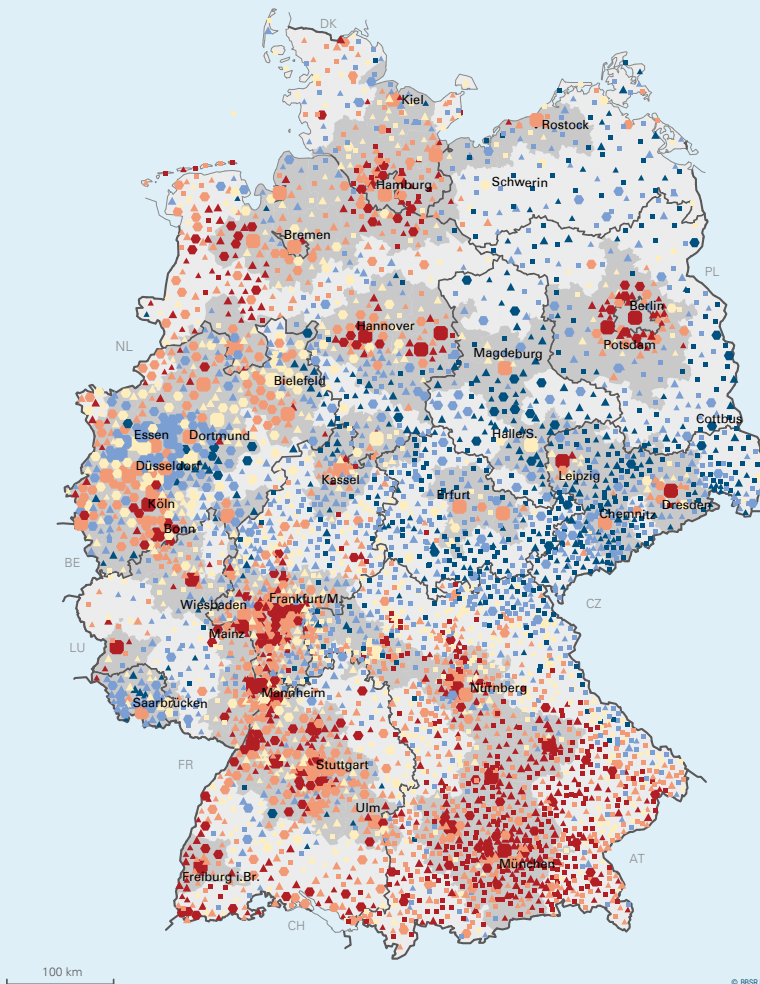 DK
Kiel
Rostock
Hamburg
Schwerin
Bremen
PL
Berlin
Hannover
Potsdam
NL
Magdeburg
Bielefeld
Cottbus
Essen
Dortmund
Halle/S.
Düsseldorf
Kassel
Leipzig
Erfurt
Köln
Dresden
Chemnitz
Bonn
BE
Wiesbaden
Frankfurt/M.
CZ
Mainz
LU
Nürnberg
Mannheim
Saarbrücken
FR
Stuttgart
Ulm
AT
München
Freiburg i.Br.
CH
100 km
© BBSR